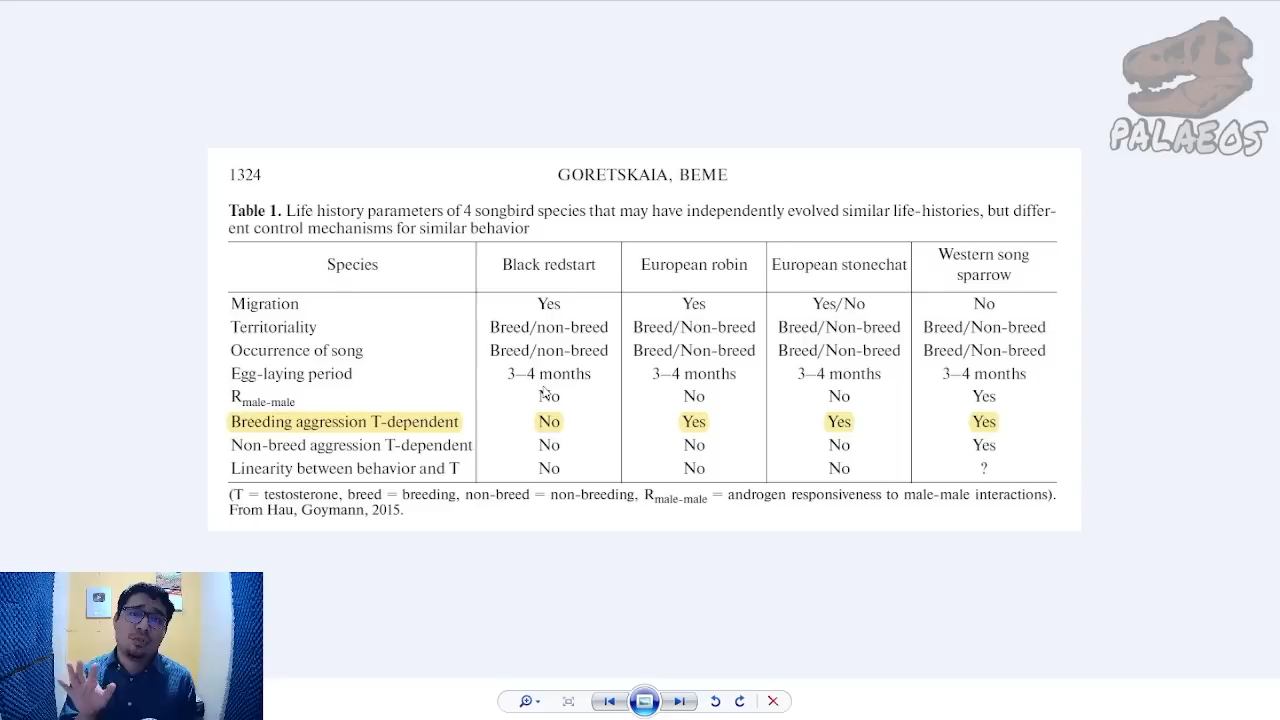 PALAEOS
1324 GORETSKAIA, BEME
Table 1. Life history parameters of 4 songbird species that may have independently evolved similar life-histories, but differ-
ent control mechanisms for similar behavior
Species Black redstart European robin European stonechat Western song
sparrow
Migration Yes Yes Yes/No No
Territoriality Breed/non-breed Breed/Non-breed Breed/Non-breed Breed/Non-breed
Occurrence of song Breed/non-breed Breed/Non-breed Breed/Non-breed Breed/Non-breed
Egg-laying period 3–4 months 3–4 months 3–4 months 3–4 months
Rmale-male No No No Yes
Breeding aggression T-dependent No Yes Yes Yes
Non-breed aggression T-dependent No No No Yes
Linearity between behavior and T No No No ?
(T = testosterone, breed = breeding, non-breed = non-breeding, Rmale-male = androgen responsiveness to male-male interactions).
From Hau, Goymann, 2015.